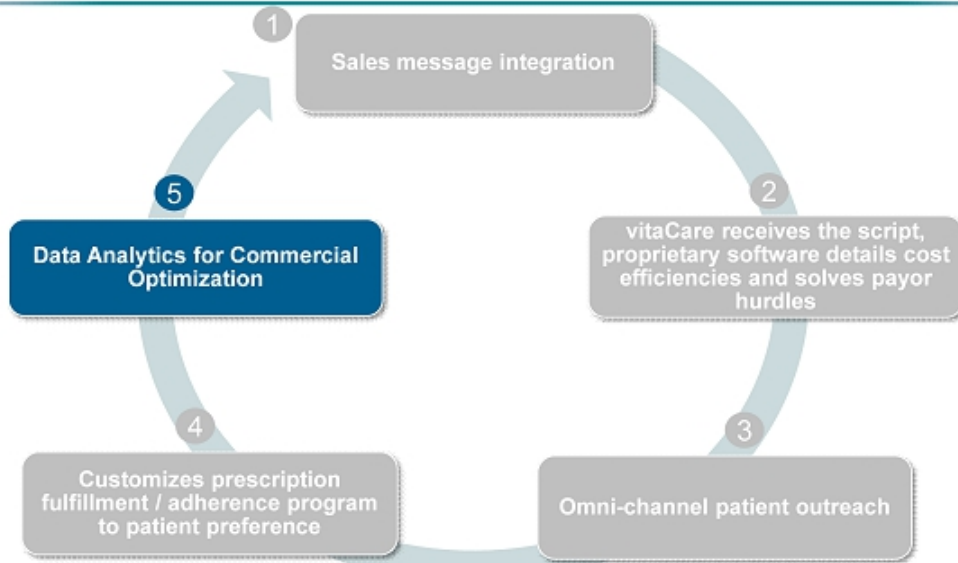 1
Sales message integration
2
vitaCare receives the script,
proprietary software details cost
efficiencies and solves payor
hurdles
3
Omni-channel patient outreach
4
Customizes prescription
fulfillment / adherence program
to patient preference
5
Data Analytics for Commercial
Optimization